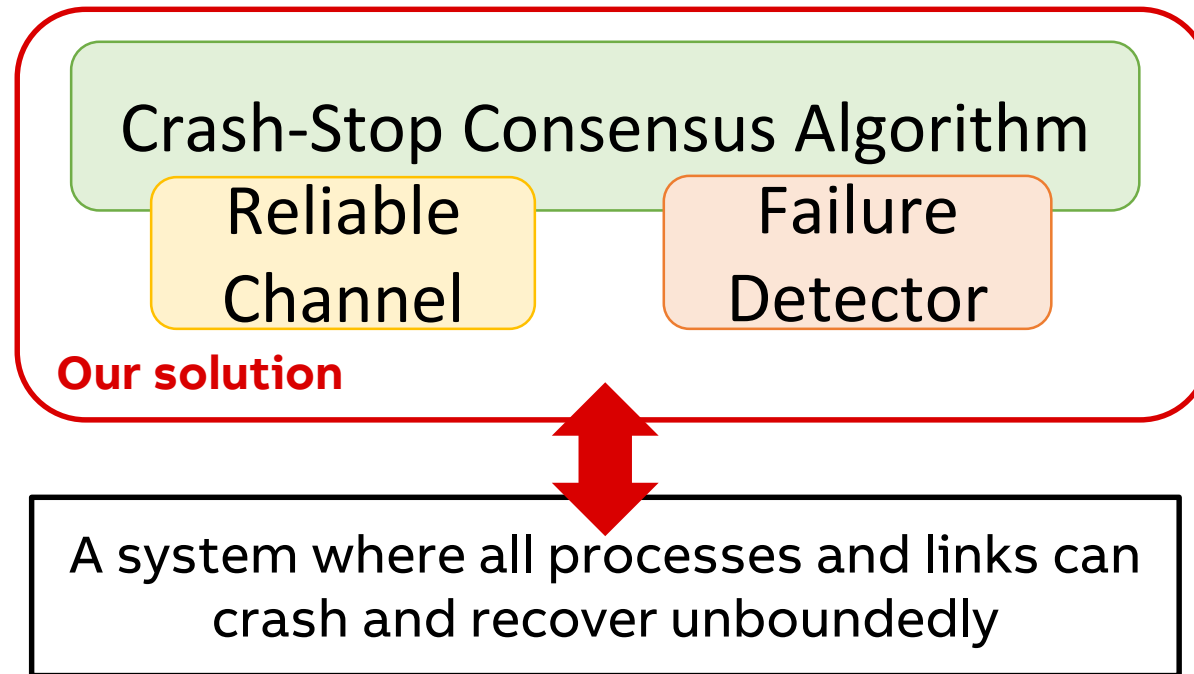 Crash-Stop Consensus Algorithm
Reliable
Channel
Failure
Detector
Our solution
A system where all processes and links can
crash and recover unboundedly